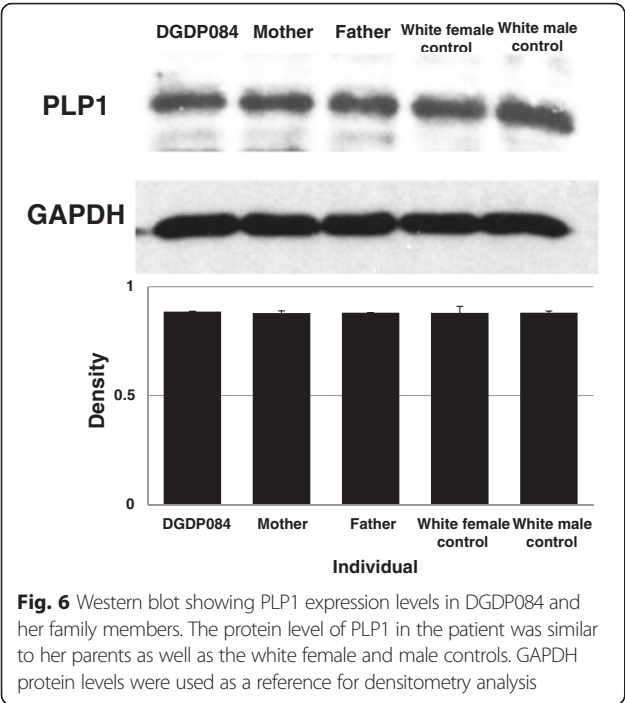 DGDP084 Mother Father White female control White male control
PLP1
GAPDH
1
Density
0.5
0
DGDP084 Mother Father White female control White male control
Individual
Fig. 6 Western blot showing PLP1 expression levels in DGDP084 and
her family members. The protein level of PLP1 in the patient was similar
to her parents as well as the white female and male controls. GAPDH
protein levels were used as a reference for densitometry analysis